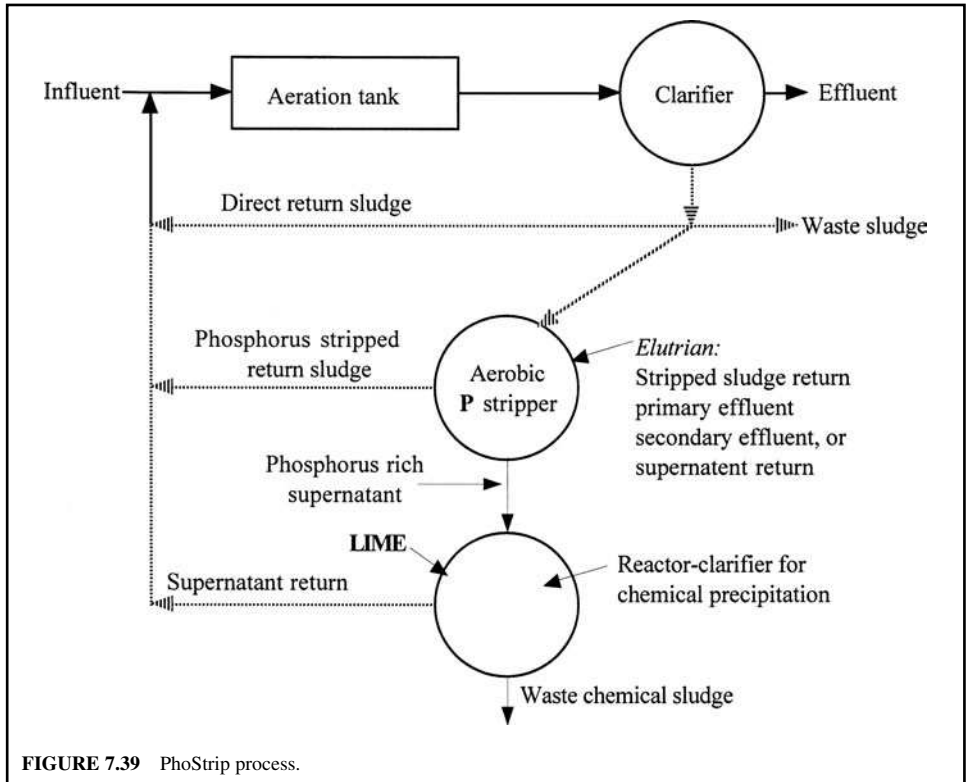 Influent
Aeration tank
Clarifier
Effluent
Direct return sludge
Waste sludge
Phosphorus stripped
return sludge
Aerobic
P stripper
Elutrian:
Stripped sludge return
primary effluent
secondary effluent, or
supernatent return
Phosphorus rich
supernatant
LIME
Reactor-clarifier for
chemical precipitation
Supernatant return
Waste chemical sludge
FIGURE 7.39 PhoStrip process.